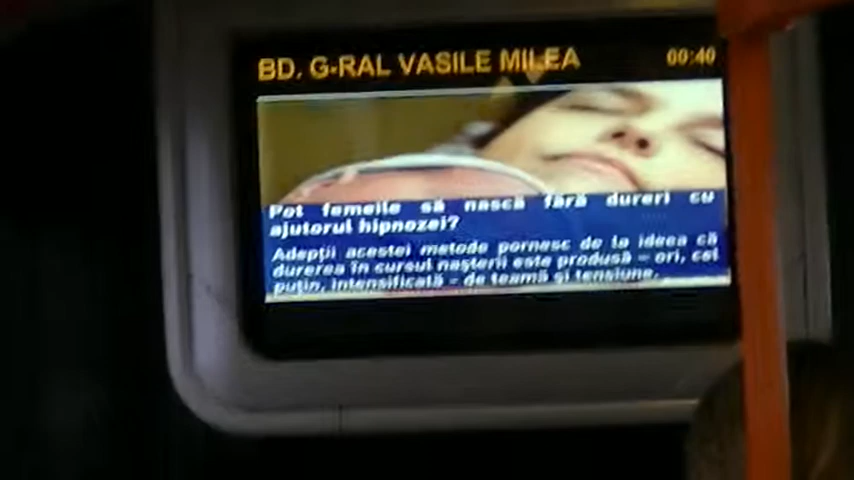 BD. G-RAL VASILE MILEA 00:40
Pot femeile să nască fără dureri cu
ajutorul hipnozei?
Adepții acestei metode pornesc de la ideea că
durerea în cursul nașterii este produsă - ori, cel
puțin, intensificată - de teamă și tensiune.